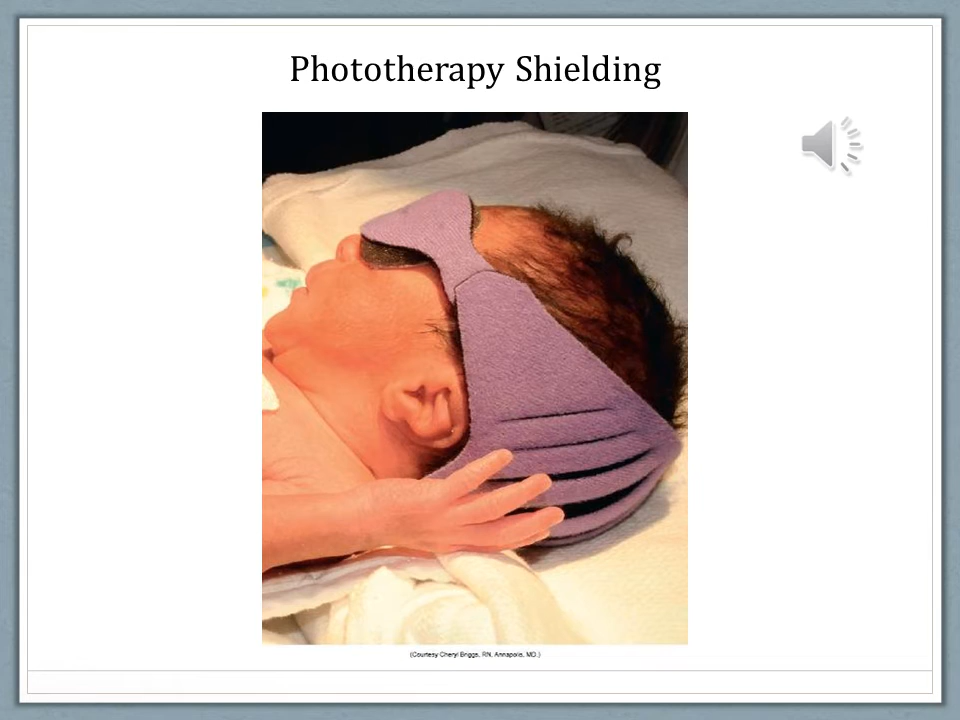 Phototherapy Shielding
(Courtesy Cheryl Briggs, RN, Annapolis, MD.)